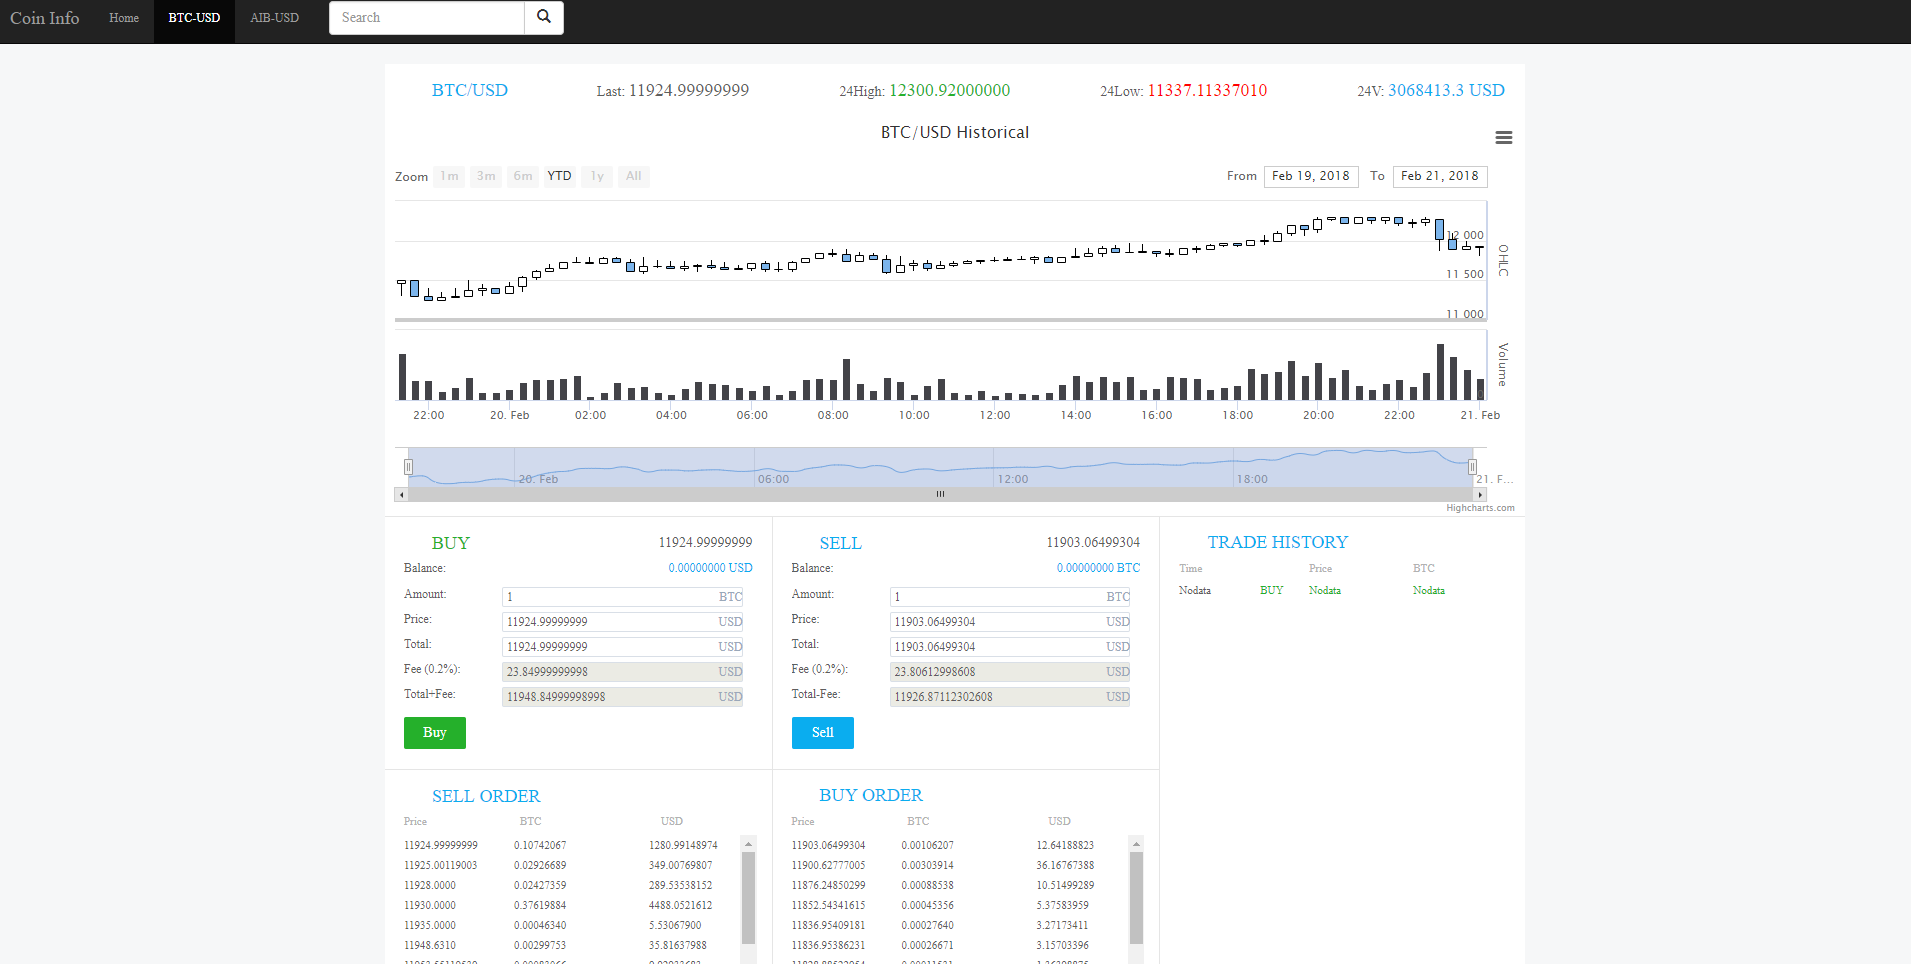 Coin Info Home BTC-USD AIB-USD Search
BTC/USD Last: 11924.99999999 24High: 12300.92000000 24Low: 11337.11337010 24V: 3068413.3 USD
BTC/USD Historical
Zoom 1m 3m 6m YTD 1y All From Feb 19, 2018 To Feb 21, 2018
12 000
11 500
11 000
OHLC
Volume
0
22:00 20. Feb 02:00 04:00 06:00 08:00 10:00 12:00 14:00 16:00 18:00 20:00 22:00 21. Feb
20. Feb 06:00 12:00 18:00 21. F...
Highcharts.com
BUY 11924.99999999
Balance: 0.00000000 USD
Amount: 1 BTC
Price: 11924.99999999 USD
Total: 11924.99999999 USD
Fee (0.2%): 23.84999999998 USD
Total+Fee: 11948.84999998998 USD
Buy
SELL 11903.06499304
Balance: 0.00000000 BTC
Amount: 1 BTC
Price: 11903.06499304 USD
Total: 11903.06499304 USD
Fee (0.2%): 23.80612998608 USD
Total-Fee: 11926.87112302608 USD
Sell
TRADE HISTORY
Time Price BTC
Nodata BUY Nodata Nodata
SELL ORDER
Price BTC USD
11924.99999999 0.10742067 1280.99148974
11925.00119003 0.02926689 349.00769807
11928.0000 0.02427359 289.53538152
11930.0000 0.37619884 4488.0521612
11935.0000 0.00046340 5.53067900
11948.6310 0.00299753 35.81637988
BUY ORDER
Price BTC USD
11903.06499304 0.00106207 12.64188823
11900.62777005 0.00303914 36.16767388
11876.24850299 0.00088538 10.51499289
11852.54341615 0.00045356 5.37583959
11836.95409181 0.00027640 3.27173411
11836.95386231 0.00026671 3.15703396